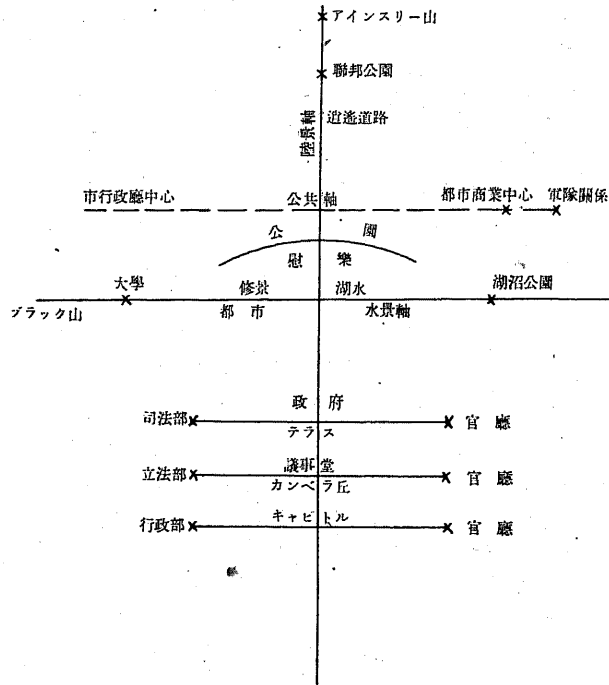 アインスリー山
聯邦公園
逍遙道路
陸景軸
市行政廳中心 公共軸 都市商業中心 軍隊關係
公園
慰樂
大學 修景 湖水 湖沼公園
ブラック山 都市 水景軸
政府
司法部 テラス 官廳
議事堂
立法部 カンベラ丘 官廳
行政部 キャピトル 官廳